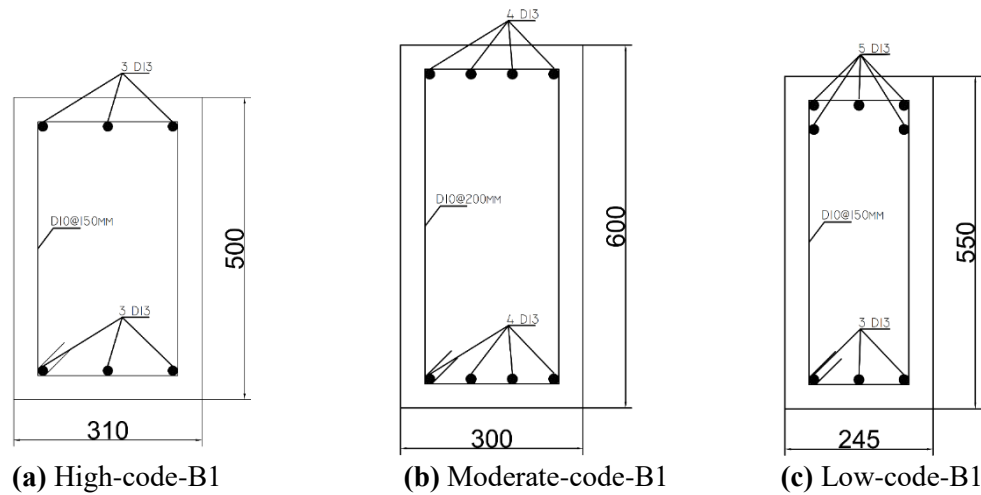 3 D13
D10@150MM
500
3 D13
310
(a) High-code-B1
4 D13
D10@200MM
600
4 D13
300
(b) Moderate-code-B1
5 D13
D10@150MM
550
3 D13
245
(c) Low-code-B1